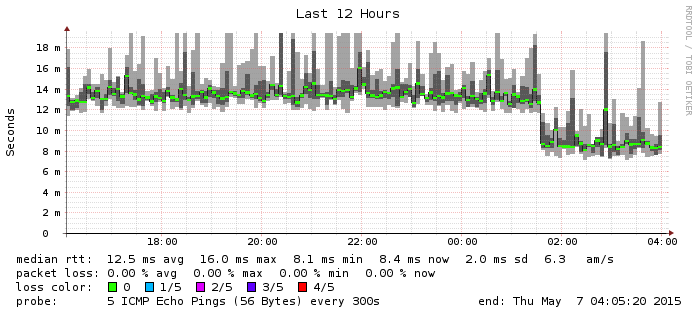 Last 12 Hours
RRDTOOL / TOBI OETIKER
Seconds
18 m
16 m
14 m
12 m
10 m
8 m
6 m
4 m
2 m
0
18:00 20:00 22:00 00:00 02:00 04:00
median rtt: 12.5 ms avg 16.0 ms max 8.1 ms min 8.4 ms now 2.0 ms sd 6.3 am/s
packet loss: 0.00 % avg 0.00 % max 0.00 % min 0.00 % now
loss color: 0 1/5 2/5 3/5 4/5
probe: 5 ICMP Echo Pings (56 Bytes) every 300s end: Thu May 7 04:05:20 2015